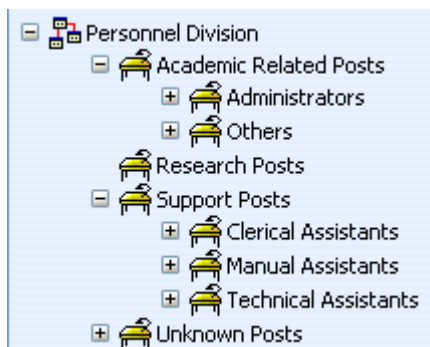 Personnel Division
Academic Related Posts
Administrators
Others
Research Posts
Support Posts
Clerical Assistants
Manual Assistants
Technical Assistants
Unknown Posts